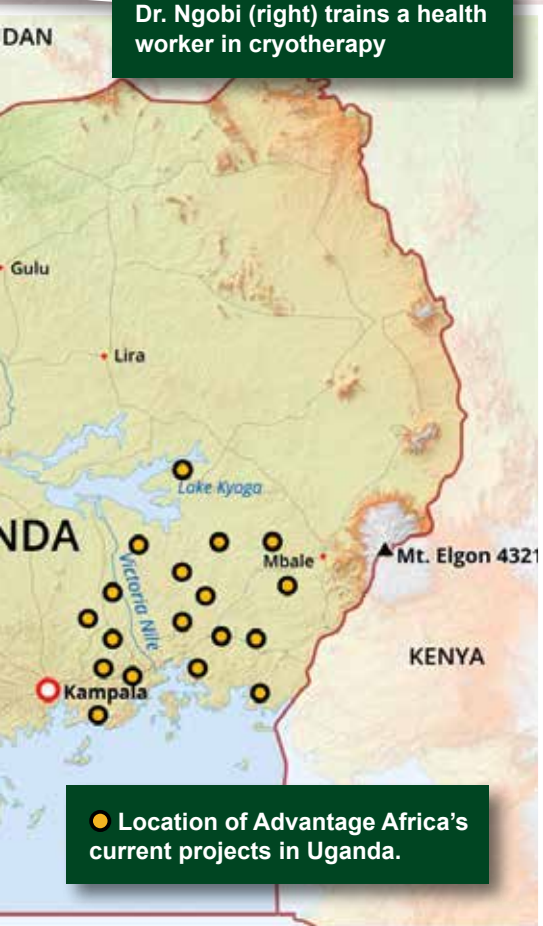 Dr. Ngobi (right) trains a health
worker in cryotherapy
DAN
Gulu
Lira
Lake Kyoga
NDA
Victoria Nile
Mbale
Mt. Elgon 4321
KENYA
Kampala
Location of Advantage Africa's
current projects in Uganda.